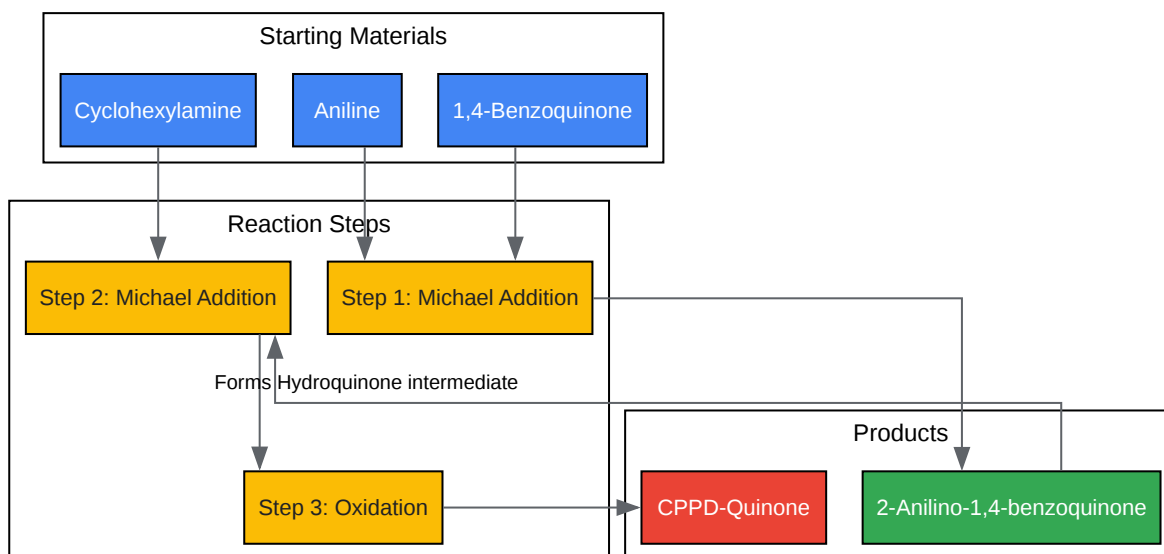 Starting Materials
Cyclohexylamine
Aniline
1,4-Benzoquinone
Reaction Steps
Step 2: Michael Addition
Step 1: Michael Addition
Forms Hydroquinone intermediate
Products
Step 3: Oxidation
CPPD-Quinone
2-Anilino-1,4-benzoquinone